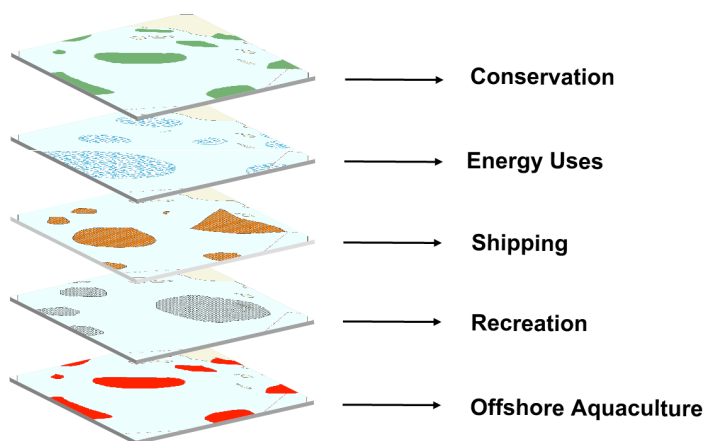 Conservation
Energy Uses
Shipping
Recreation
Offshore Aquaculture